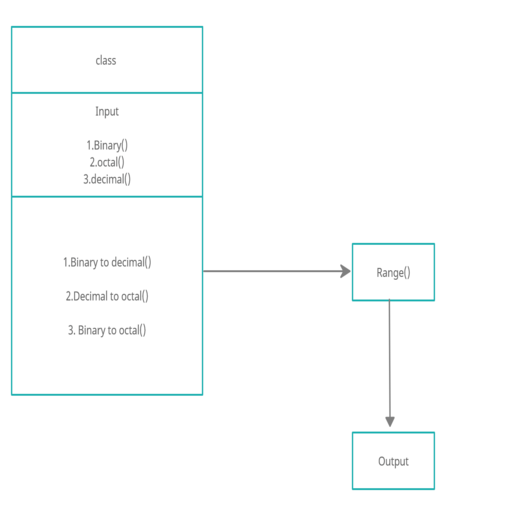 class
Input
1.Binary()
2.octal()
3.decimal()
1.Binary to decimal()
2.Decimal to octal()
3. Binary to octal()
Range()
Output